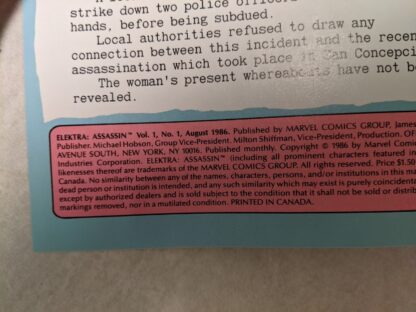 strike down two police officers
hands, before being subdued.
Local authorities refused to draw any
connection between this incident and the recen
assassination which took place in San Concepci
The woman's present whereabouts have not b
revealed.
ELEKTRA: ASSASSIN™ Vol. 1, No. 1, August 1986. Published by MARVEL COMICS GROUP, James
Publisher. Michael Hobson, Group Vice-President. Milton Shiffman, Vice-President, Production. OF
AVENUE SOUTH, NEW YORK, NY 10016. Published monthly. Copyright © 1986 by Marvel Comi
Industries Corporation. ELEKTRA: ASSASSIN™ (including all prominent characters featured in
likenesses thereof are trademarks of the MARVEL COMICS GROUP. All rights reserved. Price $1.50
Canada. No similarity between any of the names, characters, persons, and/or institutions in this ma
dead person or institution is intended, and any such similarity which may exist is purely coincident
except by authorized dealers and is sold subject to the condition that it shall not be sold or distrib
markings removed, nor in a mutilated condition. PRINTED IN CANADA.